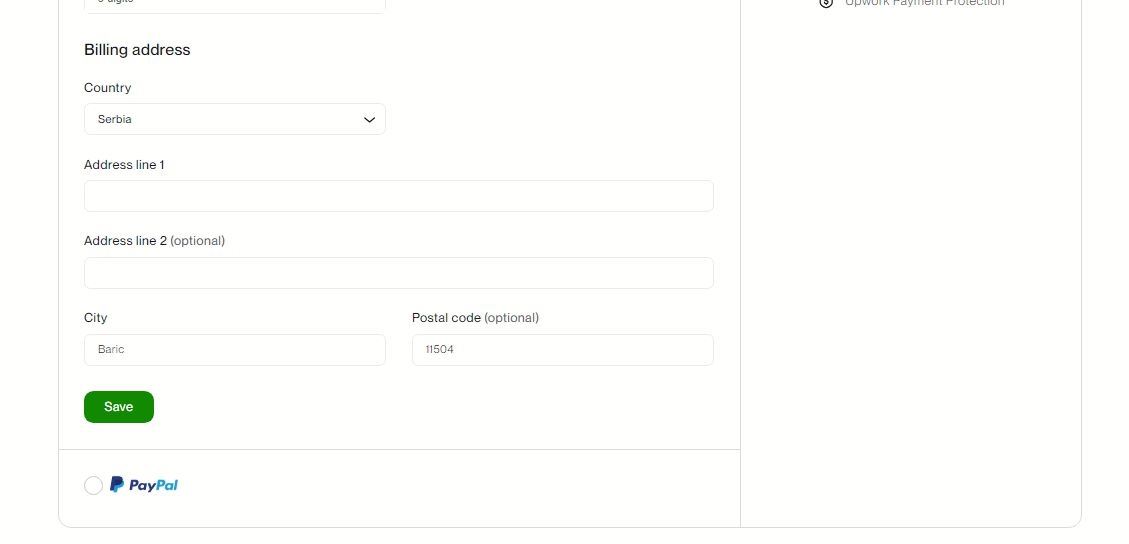 Upwork Payment Protection
Billing address
Country
Serbia
Address line 1
Address line 2 (optional)
City
Postal code (optional)
Baric
11504
Save
PayPal